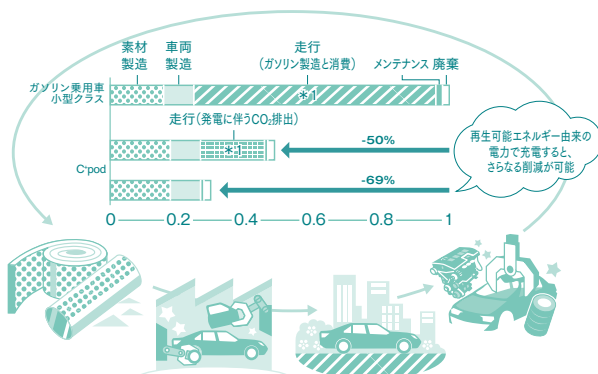 素材
製造
車両
製造
走行
(ガソリン製造と消費)
メンテナンス
廃棄
ガソリン乗用車
小型クラス
*1
走行(発電に伴うCO₂排出)
*1
-50%
C⁺pod
-69%
再生可能エネルギー由来の
電力で充電すると、
さらなる削減が可能
0 0.2 0.4 0.6 0.8 1